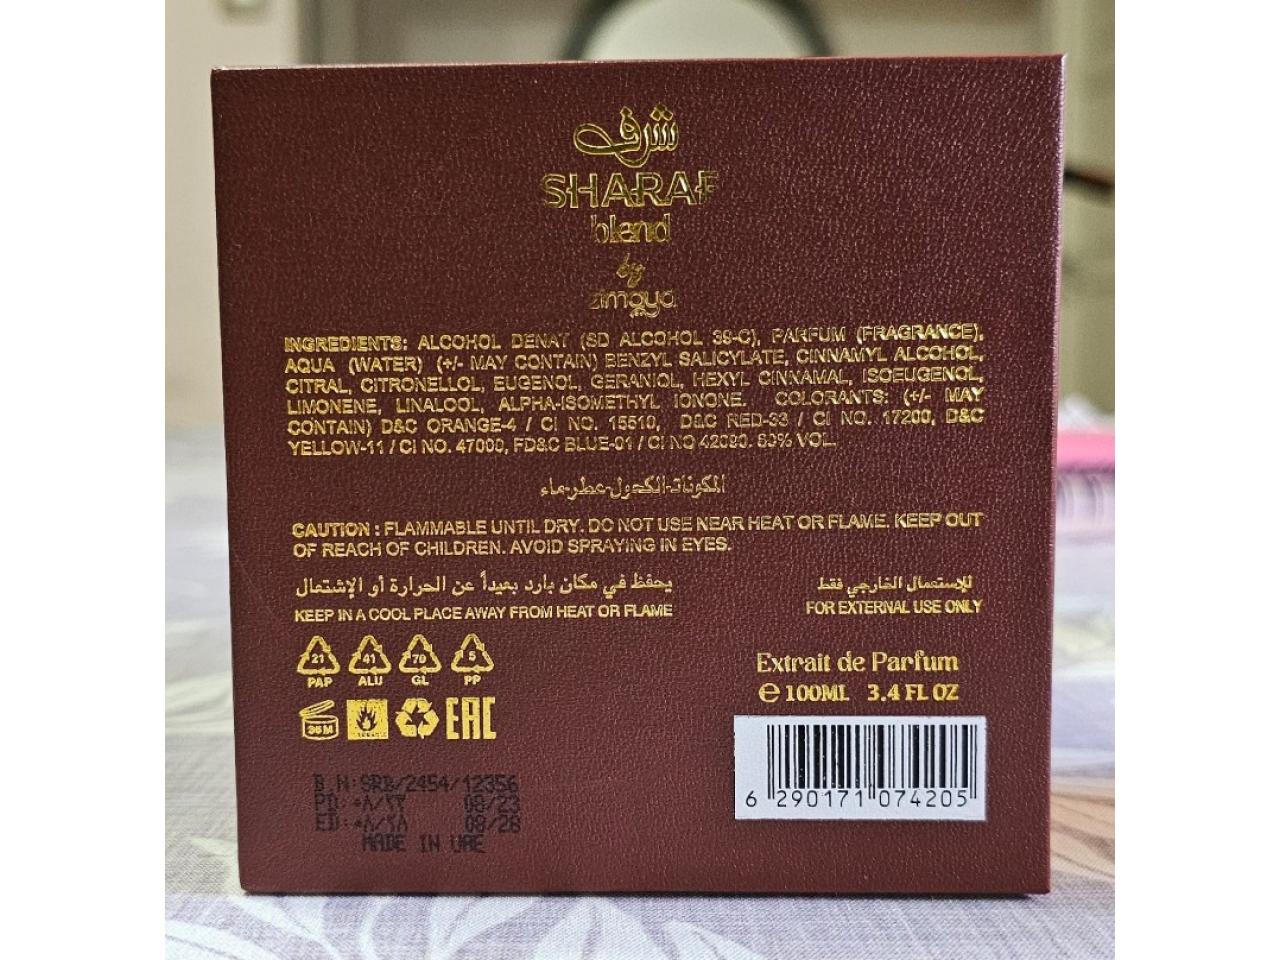 شرف
SHARAF
blend
by
zimaya
INGREDIENTS: ALCOHOL DENAT (SD ALCOHOL 39-C), PARFUM (FRAGRANCE),
AQUA (WATER) (+/- MAY CONTAIN) BENZYL SALICYLATE, CINNAMYL ALCOHOL,
CITRAL, CITRONELLOL, EUGENOL, GERANIOL, HEXYL CINNAMAL, ISOEUGENOL,
LIMONENE, LINALOOL, ALPHA-ISOMETHYL IONONE. COLORANTS: (+/- MAY
CONTAIN) D&C ORANGE-4 / CI NO. 15510, D&C RED-33 / CI NO. 17200, D&C
YELLOW-11 / CI NO. 47000, FD&C BLUE-01 / CI NO 42090. 80% VOL.
المكونات-الكحول-عطر-ماء
CAUTION : FLAMMABLE UNTIL DRY. DO NOT USE NEAR HEAT OR FLAME. KEEP OUT
OF REACH OF CHILDREN. AVOID SPRAYING IN EYES.
يحفظ في مكان بارد بعيداً عن الحرارة أو الإشتعال
KEEP IN A COOL PLACE AWAY FROM HEAT OR FLAME
للإستعمال الخارجي فقط
FOR EXTERNAL USE ONLY
21 41 70 5
PAP ALU GL PP
36 M EAC
Extrait de Parfum
e 100ML 3.4 FL OZ
6 290171 074205
B.N:SRB/2454/12356
PD:٠٨/٢٣ 08/23
ED:٠٨/٢٨ 08/28
MADE IN UAE